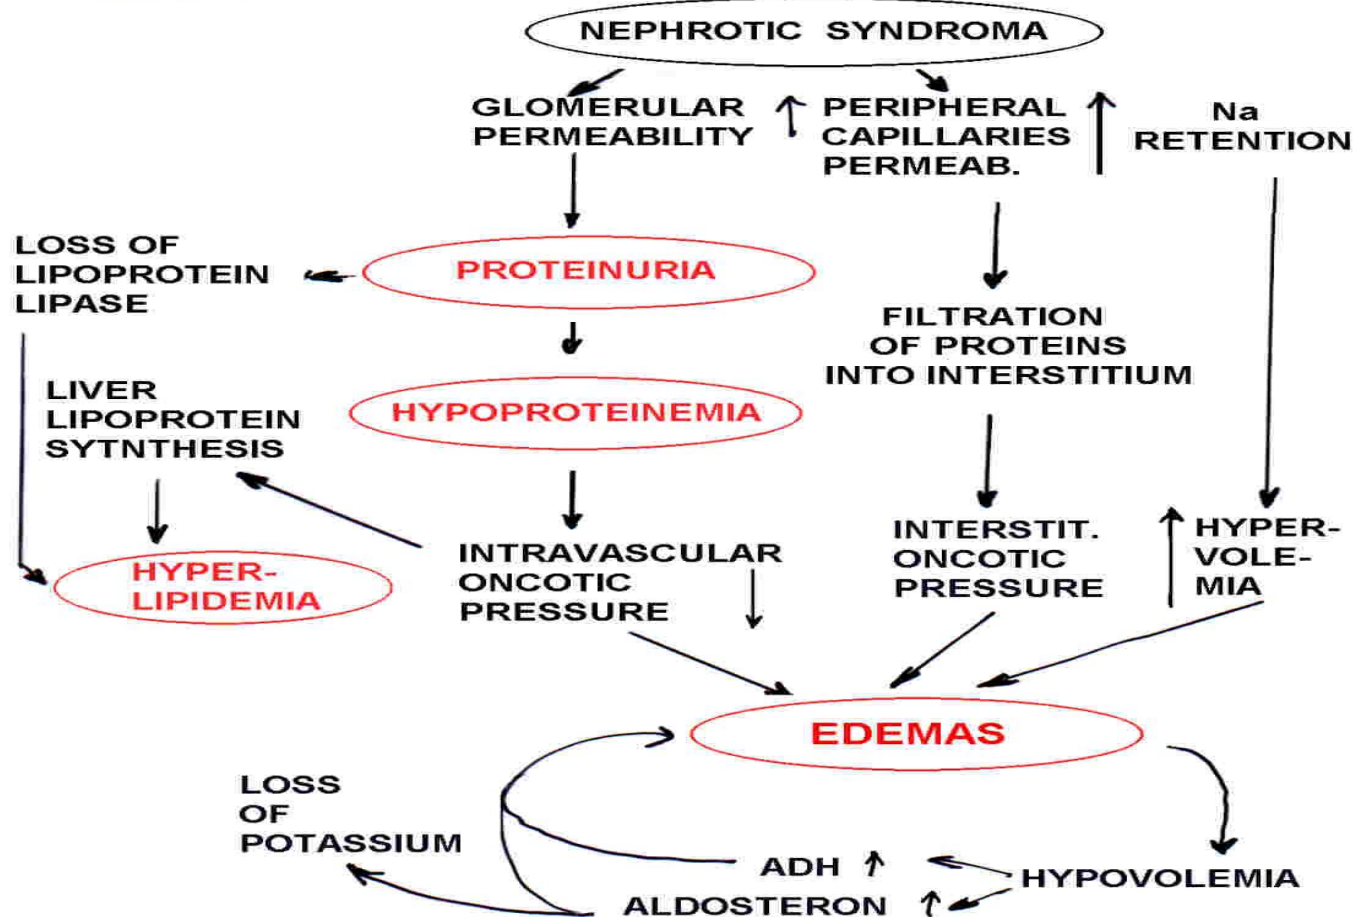 NEPHROTIC SYNDROMA
GLOMERULAR
PERMEABILITY
PERIPHERAL
CAPILLARIES
PERMEAB.
Na
RETENTION
LOSS OF
LIPOPROTEIN
LIPASE
PROTEINURIA
FILTRATION
OF PROTEINS
INTO INTERSTITIUM
LIVER
LIPOPROTEIN
SYTNTHESIS
HYPOPROTEINEMIA
HYPER-
LIPIDEMIA
INTRAVASCULAR
ONCOTIC
PRESSURE
INTERSTIT.
ONCOTIC
PRESSURE
HYPER-
VOLE-
MIA
EDEMAS
LOSS
OF
POTASSIUM
ADH
HYPOVOLEMIA
ALDOSTERON